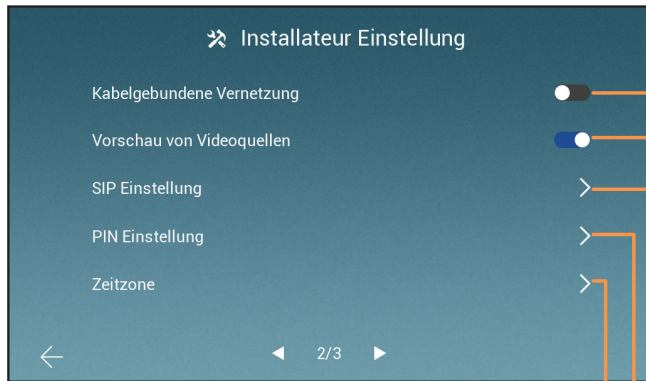 Installateur Einstellung
Kabelgebundene Vernetzung
Vorschau von Videoquellen
SIP Einstellung
PIN Einstellung
Zeitzone
2/3